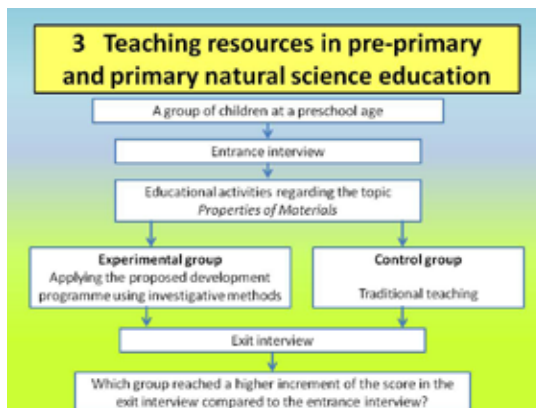 3 Teaching resources in pre-primary
and primary natural science education
A group of children at a preschool age
Entrance interview
Educational activities regarding the topic
Properties of Materials
Experimental group
Applying the proposed development
programme using investigative methods
Control group
Traditional teaching
Exit interview
Which group reached a higher increment of the score in the
exit interview compared to the entrance interview?